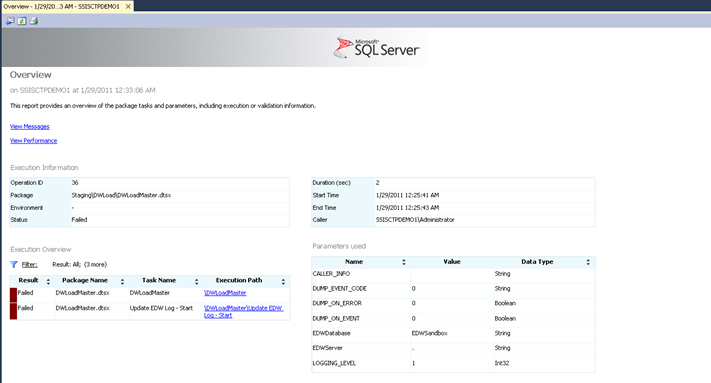 Overview - 1/29/20...3 AM - SSISCTPDEMO1
Microsoft
SQL Server
Overview
on SSISCTPDEMO1 at 1/29/2011 12:33:06 AM
This report provides an overview of the package tasks and parameters, including execution or validation information.
View Messages
View Performance
Execution Information
Operation ID 36
Package Staging\DWLoad\DWLoadMaster.dtsx
Environment -
Status Failed
Duration (sec) 2
Start Time 1/29/2011 12:25:41 AM
End Time 1/29/2011 12:25:43 AM
Caller SSISCTPDEMO1\Administrator
Execution Overview
Filter: Result: All; (3 more)
Result Package Name Task Name Execution Path
Failed DWLoadMaster.dtsx DWLoadMaster \DWLoadMaster
Failed DWLoadMaster.dtsx Update EDW Log - Start \DWLoadMaster\Update EDW
Log - Start
Parameters used
Name Value Data Type
CALLER_INFO String
DUMP_EVENT_CODE 0 String
DUMP_ON_ERROR 0 Boolean
DUMP_ON_EVENT 0 Boolean
EDWDatabase EDWSandbox String
EDWServer . String
LOGGING_LEVEL 1 Int32